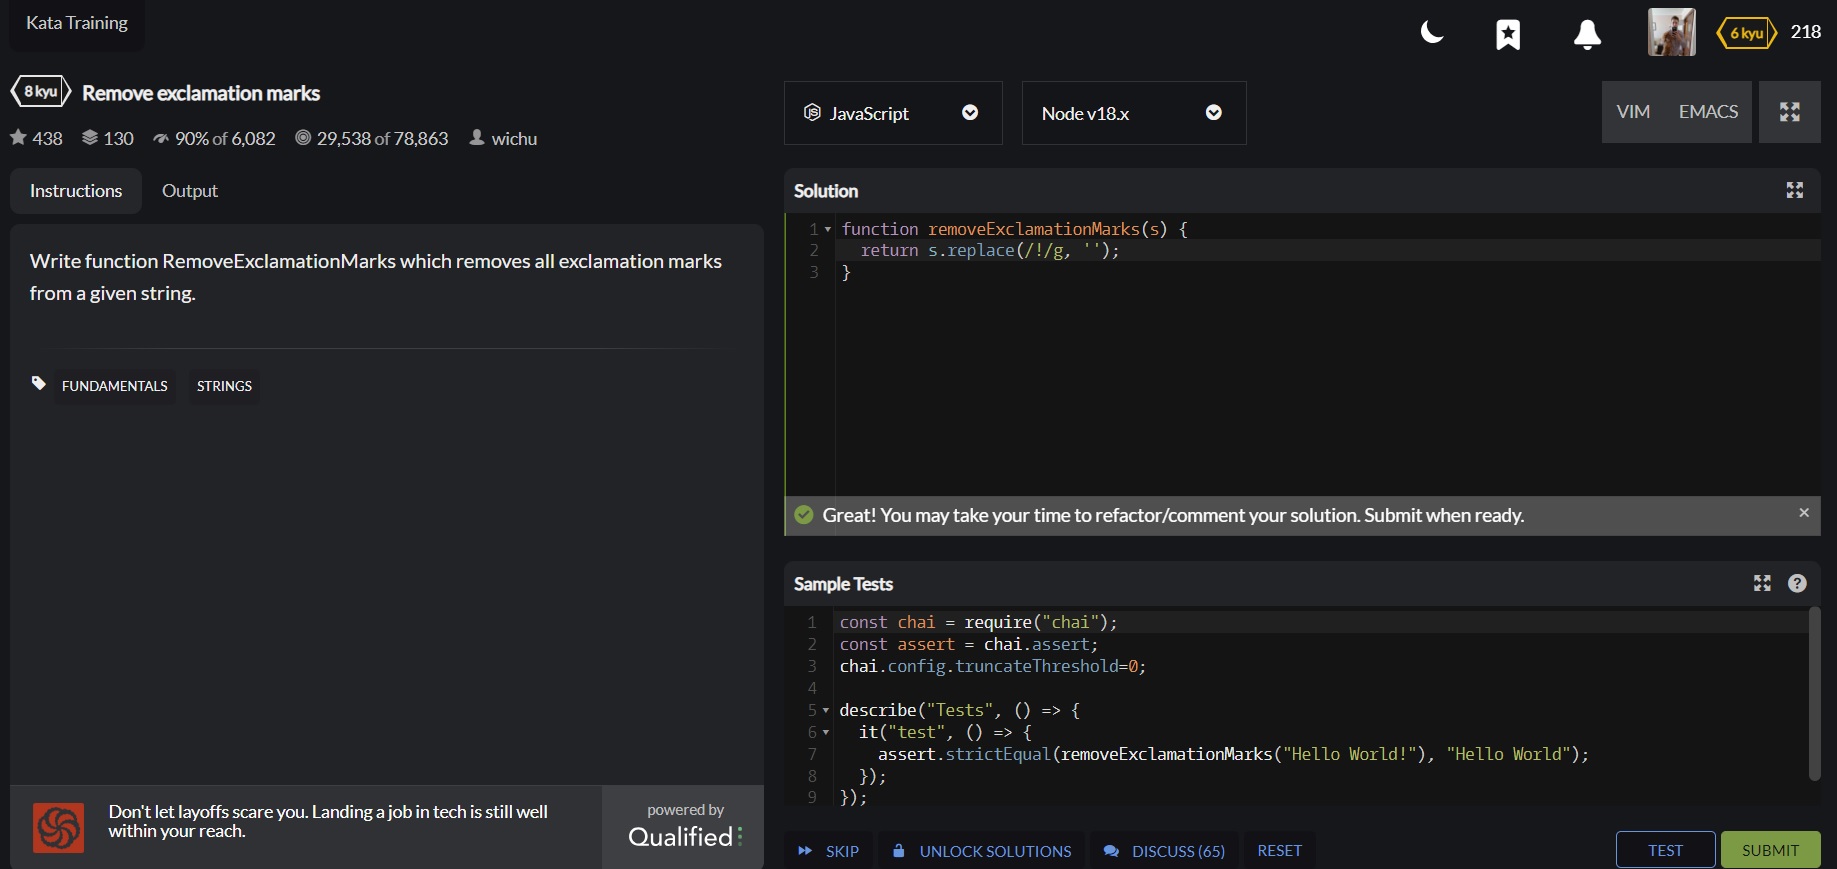 Kata Training
6 kyu 218
8 kyu Remove exclamation marks
438 130 90% of 6,082 29,538 of 78,863 wichu
JavaScript Node v18.x VIM EMACS
Instructions Output
Write function RemoveExclamationMarks which removes all exclamation marks
from a given string.
FUNDAMENTALS STRINGS
Don't let layoffs scare you. Landing a job in tech is still well
within your reach.
powered by
Qualified
Solution
1 function removeExclamationMarks(s) {
2 return s.replace(/!/g, '');
3 }
Great! You may take your time to refactor/comment your solution. Submit when ready.
Sample Tests
1 const chai = require("chai");
2 const assert = chai.assert;
3 chai.config.truncateThreshold=0;
4
5 describe("Tests", () => {
6 it("test", () => {
7 assert.strictEqual(removeExclamationMarks("Hello World!"), "Hello World");
8 });
9 });
SKIP UNLOCK SOLUTIONS DISCUSS (65) RESET TEST SUBMIT